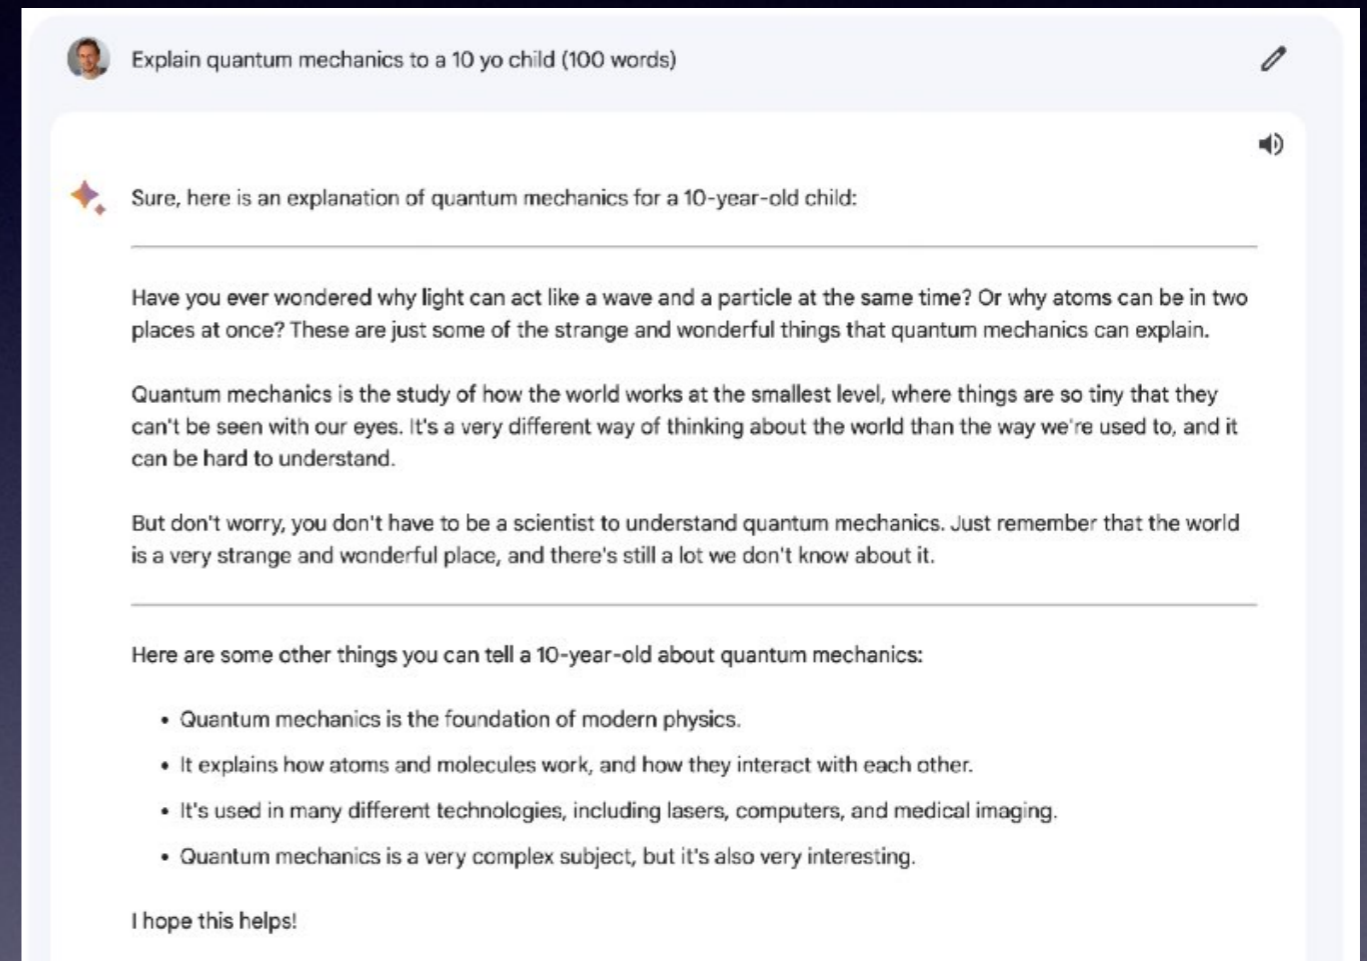 Explain quantum mechanics to a 10 yo child (100 words)
Sure, here is an explanation of quantum mechanics for a 10-year-old child:
Have you ever wondered why light can act like a wave and a particle at the same time? Or why atoms can be in two
places at once? These are just some of the strange and wonderful things that quantum mechanics can explain.
Quantum mechanics is the study of how the world works at the smallest level, where things are so tiny that they
can't be seen with our eyes. It's a very different way of thinking about the world than the way we're used to, and it
can be hard to understand.
But don't worry, you don't have to be a scientist to understand quantum mechanics. Just remember that the world
is a very strange and wonderful place, and there's still a lot we don't know about it.
Here are some other things you can tell a 10-year-old about quantum mechanics:
• Quantum mechanics is the foundation of modern physics.
• It explains how atoms and molecules work, and how they interact with each other.
• It's used in many different technologies, including lasers, computers, and medical imaging.
• Quantum mechanics is a very complex subject, but it's also very interesting.
I hope this helps!